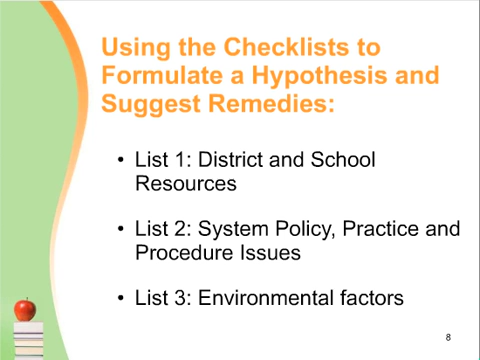 Using the Checklists to
Formulate a Hypothesis and
Suggest Remedies:
• List 1: District and School
Resources
• List 2: System Policy, Practice and
Procedure Issues
• List 3: Environmental factors
8